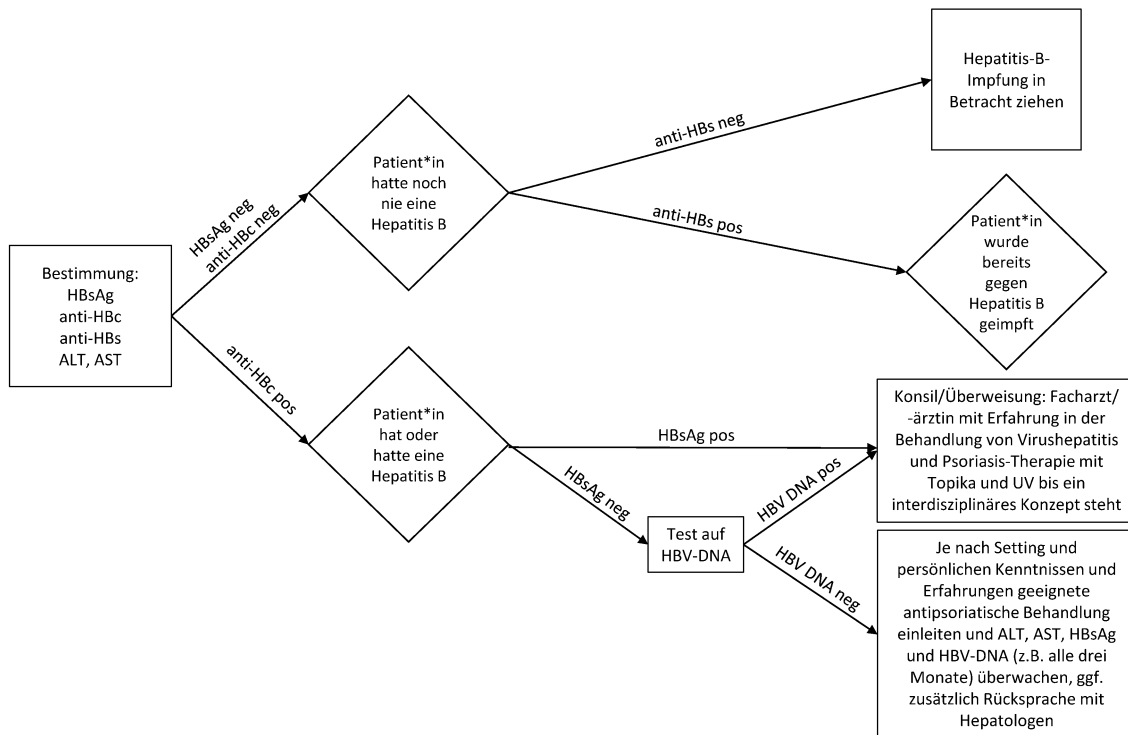 Bestimmung:
HBsAg
anti-HBc
anti-HBs
ALT, AST
HBsAg neg
anti-HBc neg
Patient*in
hatte noch
nie eine
Hepatitis B
anti-HBs neg
Hepatitis-B-
Impfung in
Betracht ziehen
anti-HBs pos
Patient*in
wurde
bereits
gegen
Hepatitis B
geimpft
anti-HBc pos
Patient*in
hat oder
hatte eine
Hepatitis B
HBsAg pos
HBsAg neg
Test auf
HBV-DNA
HBV DNA pos
Konsil/Überweisung: Facharzt/
-ärztin mit Erfahrung in der
Behandlung von Virushepatitis
und Psoriasis-Therapie mit
Topika und UV bis ein
interdisziplinäres Konzept steht
HBV DNA neg
Je nach Setting und
persönlichen Kenntnissen und
Erfahrungen geeignete
antipsoriatische Behandlung
einleiten und ALT, AST, HBsAg
und HBV-DNA (z.B. alle drei
Monate) überwachen, ggf.
zusätzlich Rücksprache mit
Hepatologen